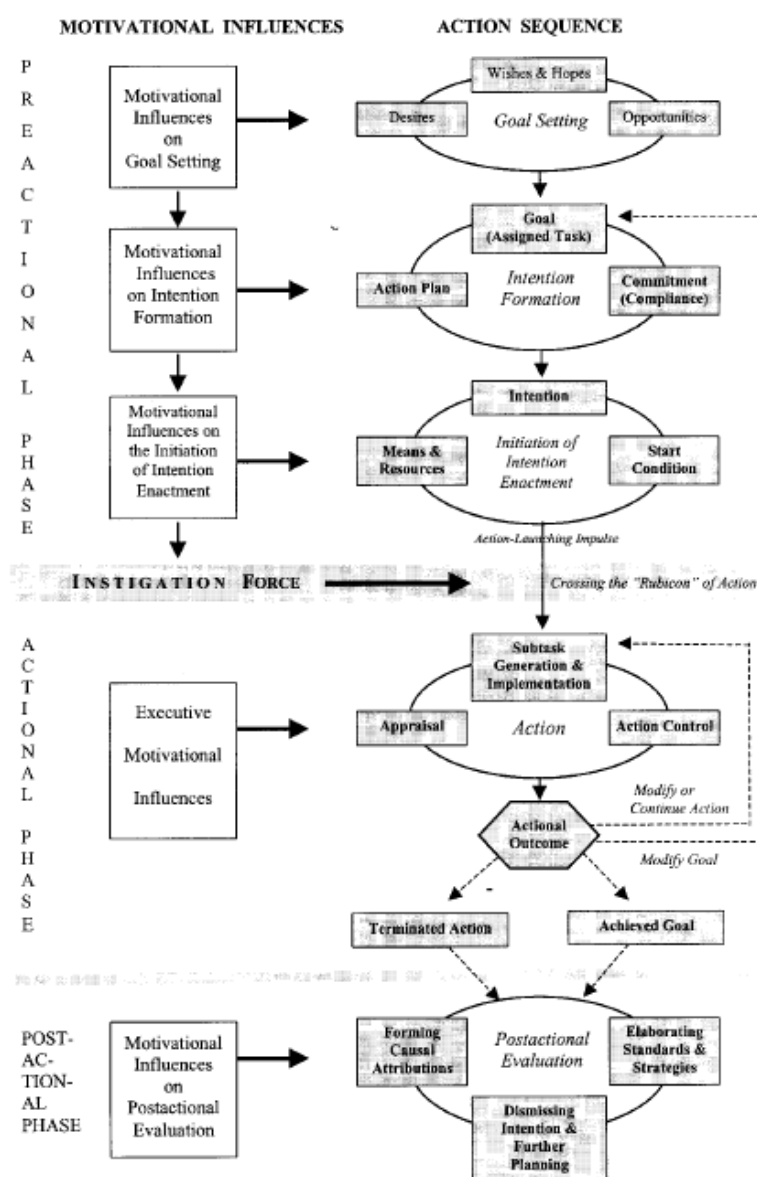 MOTIVATIONAL INFLUENCES
ACTION SEQUENCE
PREACTIONAL PHASE
Motivational
Influences
on
Goal Setting
Wishes & Hopes
Desires
Goal Setting
Opportunities
Motivational
Influences
on Intention
Formation
Goal
(Assigned Task)
Action Plan
Intention
Formation
Commitment
(Compliance)
Motivational
Influences on
the Initiation
of Intention
Enactment
Intention
Means &
Resources
Initiation of
Intention
Enactment
Start
Condition
Action-Launching Impulse
INSTIGATION FORCE
Crossing the "Rubicon" of Action
ACTIONAL PHASE
Executive
Motivational
Influences
Subtask
Generation &
Implementation
Appraisal
Action
Action Control
Modify or
Continue Action
Actional
Outcome
Modify Goal
Terminated Action
Achieved Goal
POST-
AC-
TION-
AL
PHASE
Motivational
Influences
on
Postactional
Evaluation
Forming
Causal
Attributions
Postactional
Evaluation
Elaborating
Standards &
Strategies
Dismissing
Intention &
Further
Planning